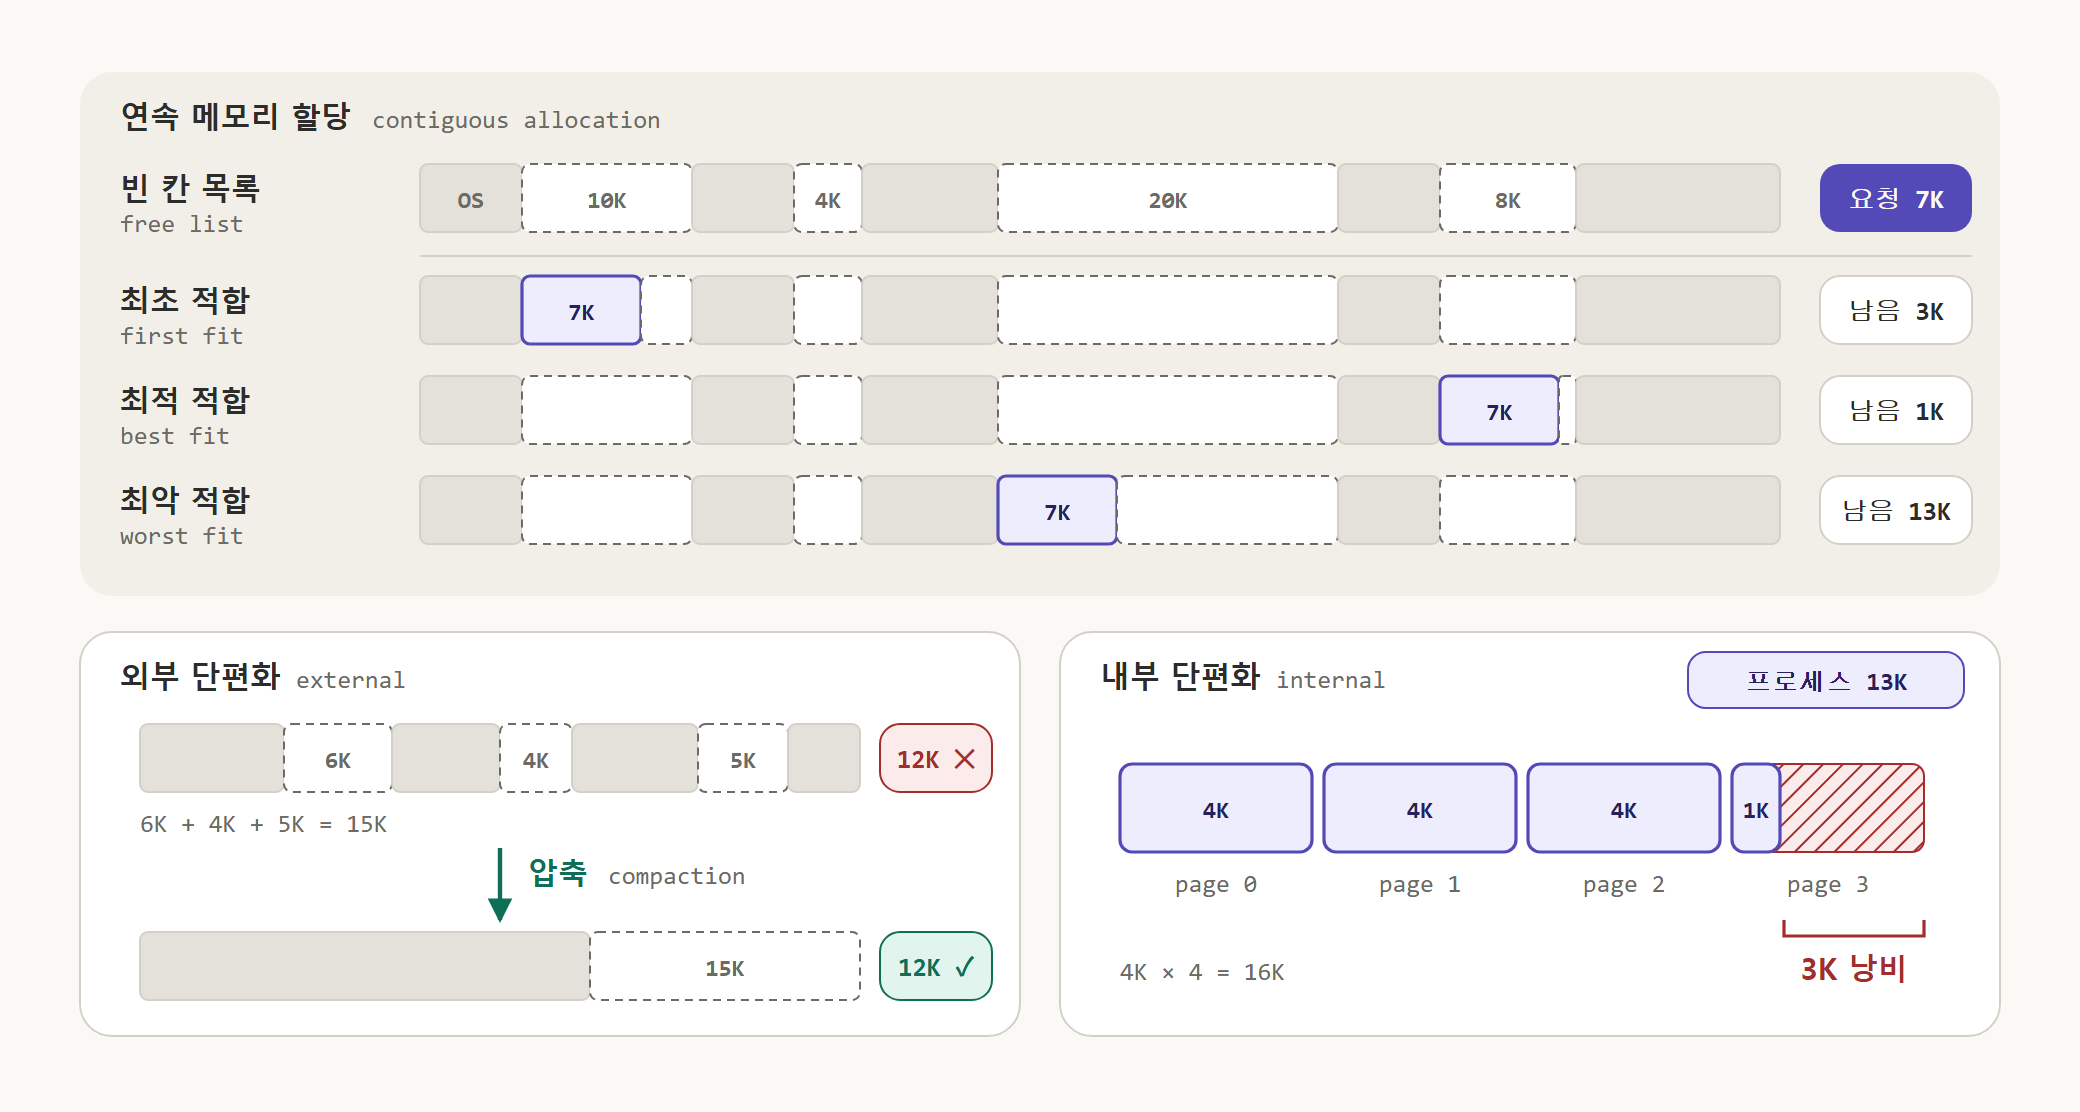 연속 메모리 할당 contiguous allocation
빈 칸 목록
free list
OS 10K 4K 20K 8K
요청 7K
최초 적합
first fit
7K
남음 3K
최적 적합
best fit
7K
남음 1K
최악 적합
worst fit
7K
남음 13K
외부 단편화 external
6K 4K 5K
12K ✕
6K + 4K + 5K = 15K
압축 compaction
15K
12K ✓
내부 단편화 internal
프로세스 13K
4K 4K 4K 1K
page 0 page 1 page 2 page 3
4K × 4 = 16K
3K 낭비